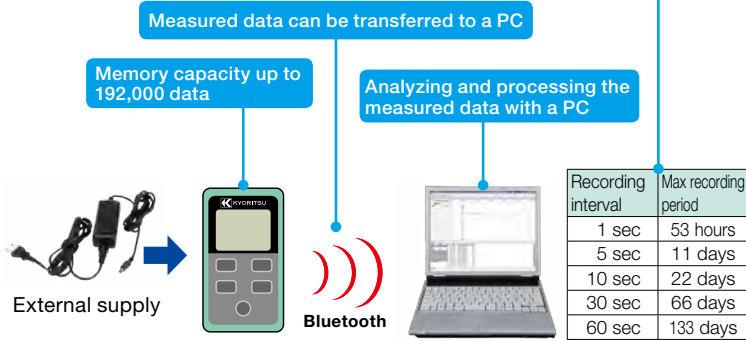 Measured data can be transferred to a PC
Memory capacity up to
192,000 data
Analyzing and processing the
measured data with a PC
KYORITSU
External supply
Bluetooth
Recording interval Max recording period
1 sec 53 hours
5 sec 11 days
10 sec 22 days
30 sec 66 days
60 sec 133 days